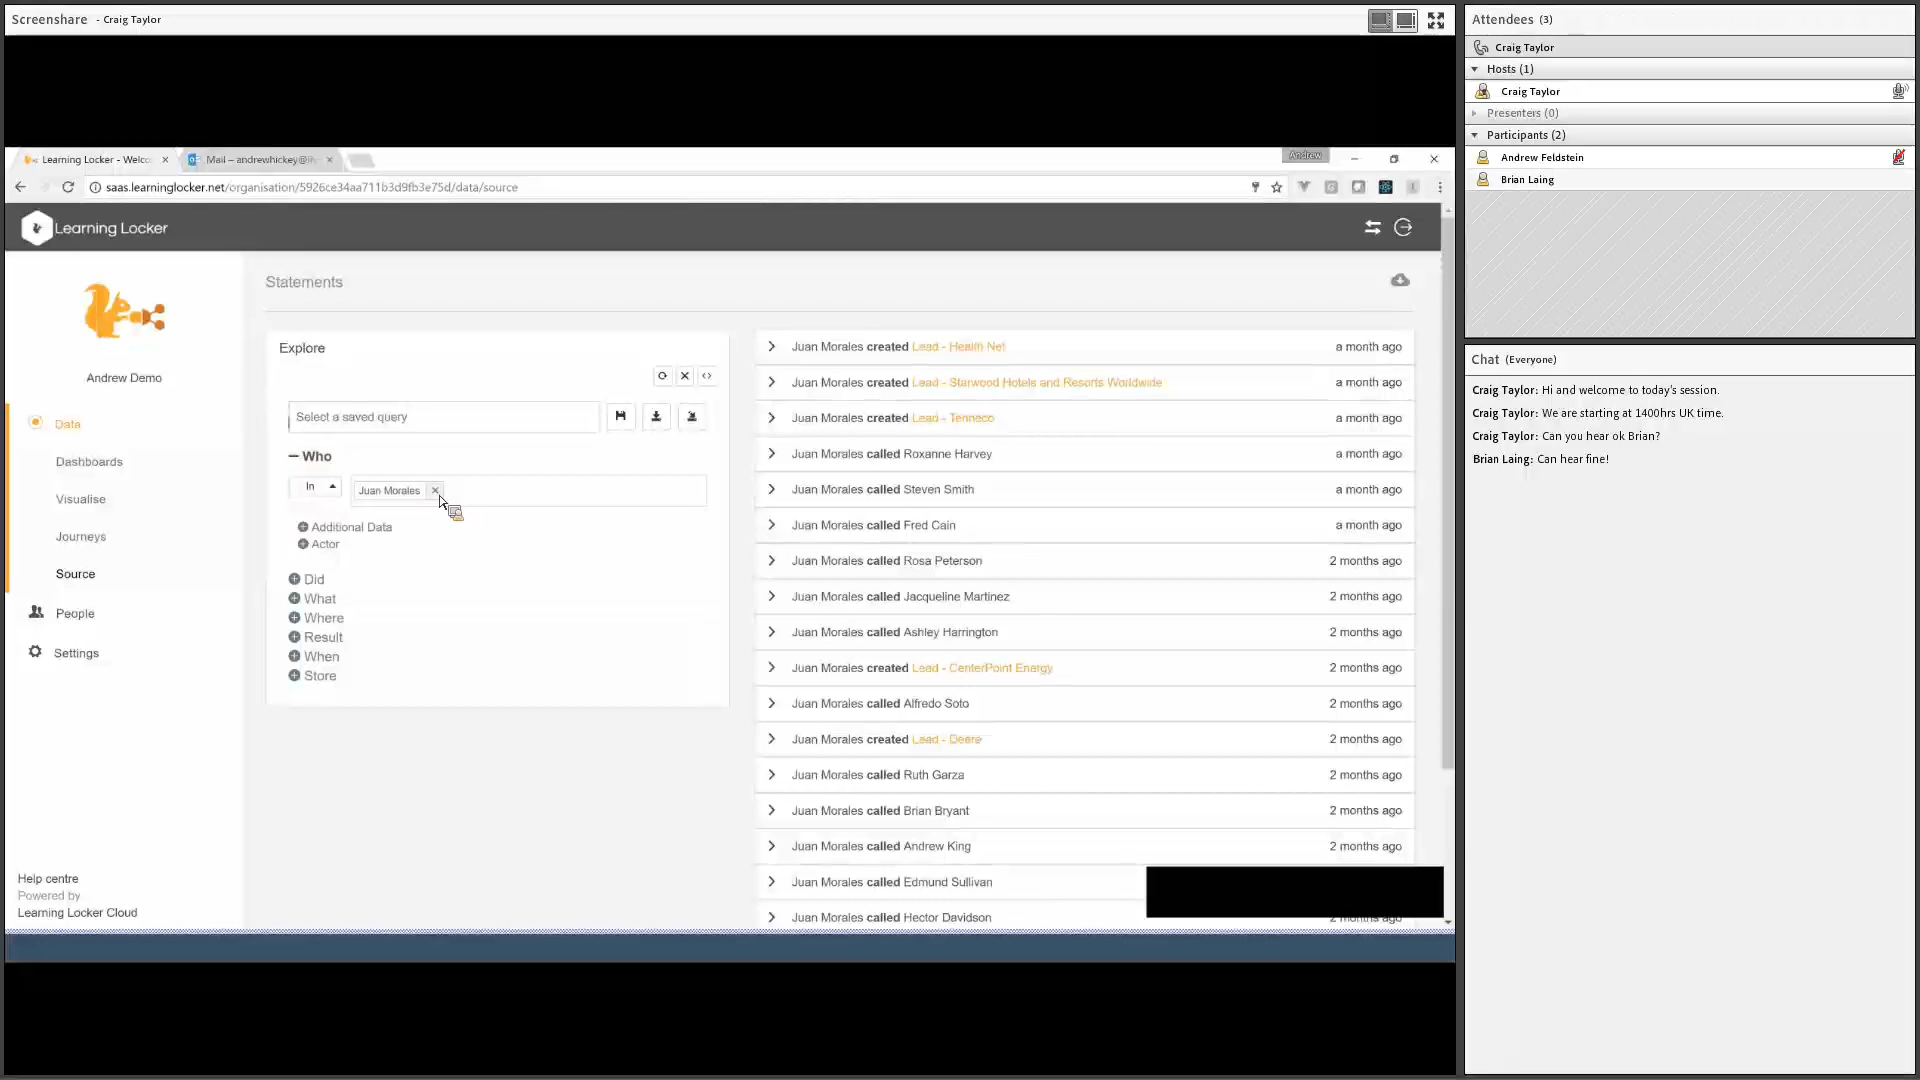 Screenshare - Craig Taylor
Learning Locker - Welco
Mail – andrewhickey@
Andrew
saas.learninglocker.net/organisation/5926ce34aa711b3d9fb3e75d/data/source
Learning Locker
Andrew Demo
Data
Dashboards
Visualise
Journeys
Source
People
Settings
Help centre
Powered by
Learning Locker Cloud
Statements
Explore
Select a saved query
Who
In
Juan Morales
Additional Data
Actor
Did
What
Where
Result
When
Store
Juan Morales created Lead - Health Net a month ago
Juan Morales created Lead - Starwood Hotels and Resorts Worldwide a month ago
Juan Morales created Lead - Tenneco a month ago
Juan Morales called Roxanne Harvey a month ago
Juan Morales called Steven Smith a month ago
Juan Morales called Fred Cain a month ago
Juan Morales called Rosa Peterson 2 months ago
Juan Morales called Jacqueline Martinez 2 months ago
Juan Morales called Ashley Harrington 2 months ago
Juan Morales created Lead - CenterPoint Energy 2 months ago
Juan Morales called Alfredo Soto 2 months ago
Juan Morales created Lead - Deere 2 months ago
Juan Morales called Ruth Garza 2 months ago
Juan Morales called Brian Bryant 2 months ago
Juan Morales called Andrew King 2 months ago
Juan Morales called Edmund Sullivan
Juan Morales called Hector Davidson 2 months ago
Attendees (3)
Craig Taylor
Hosts (1)
Craig Taylor
Presenters (0)
Participants (2)
Andrew Feldstein
Brian Laing
Chat (Everyone)
Craig Taylor: Hi and welcome to today's session.
Craig Taylor: We are starting at 1400hrs UK time.
Craig Taylor: Can you hear ok Brian?
Brian Laing: Can hear fine!